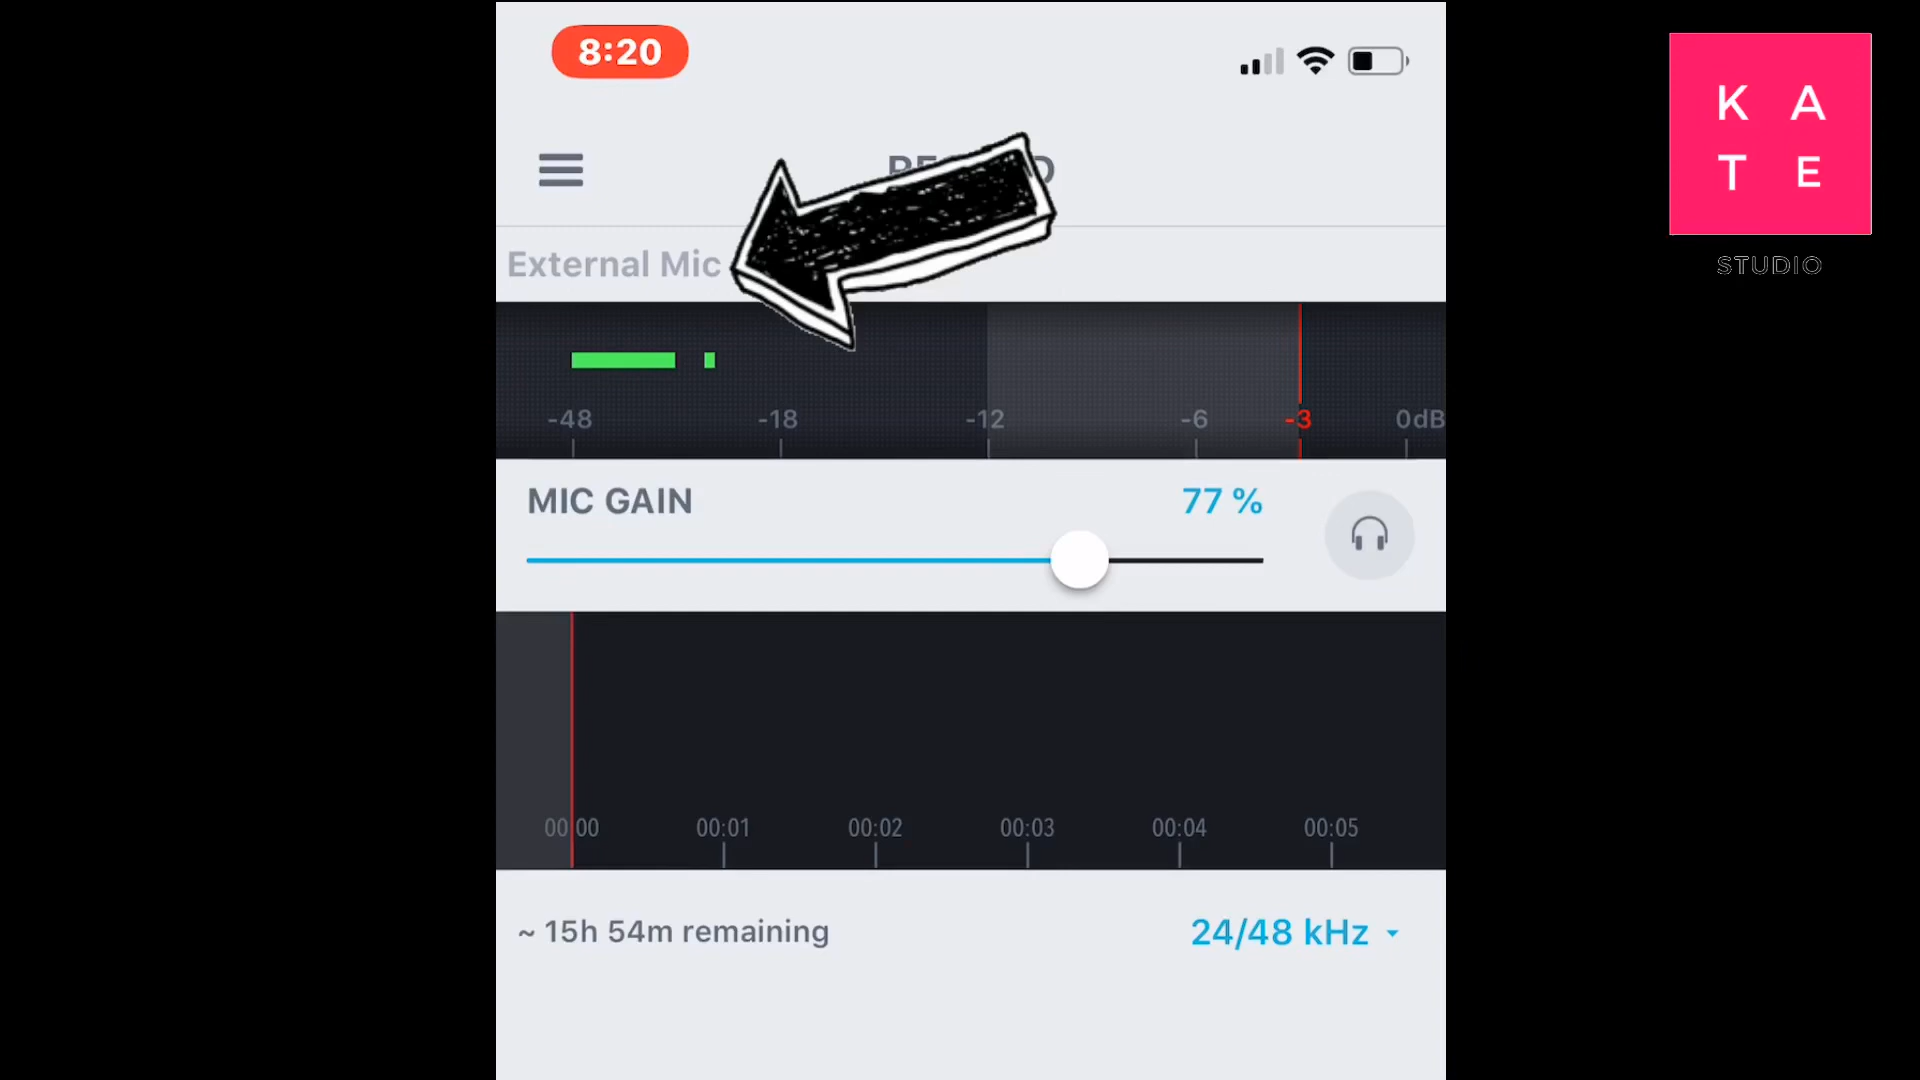 8:20
K A
T E
STUDIO
External Mic
-48 -18 -12 -6 -3 0dB
MIC GAIN 77 %
00:00 00:01 00:02 00:03 00:04 00:05
~ 15h 54m remaining 24/48 kHz